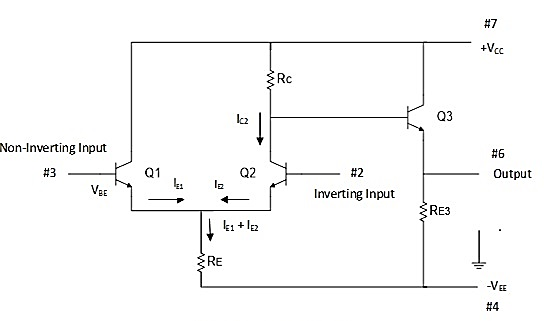 #7
+VCC
RC
IC2
Q3
Non-Inverting Input
#3
Q1
Q2
#2
#6
VBE
IE1
IE2
Inverting Input
Output
IE1 + IE2
RE3
RE
-VEE
#4